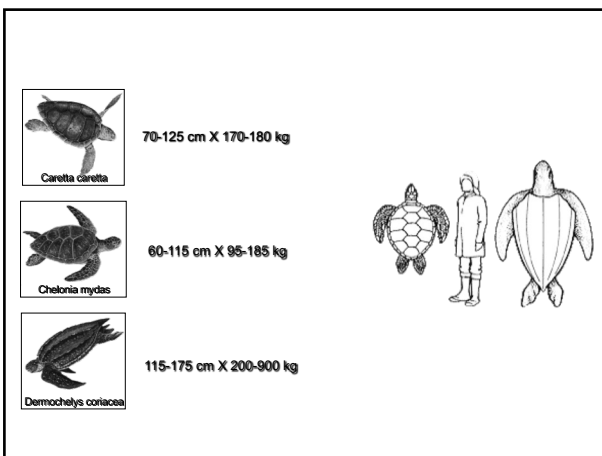 Caretta caretta
70-125 cm X 170-180 kg
Chelonia mydas
60-115 cm X 95-185 kg
Dermochelys coriacea
115-175 cm X 200-900 kg